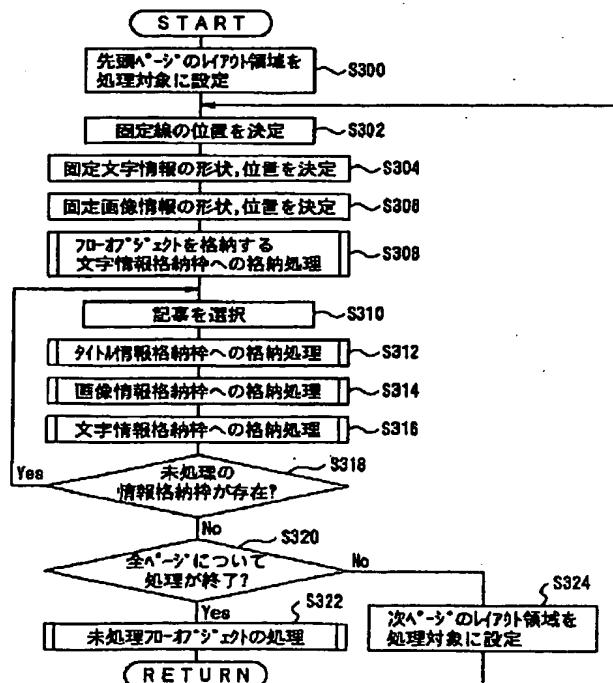 START
先頭ページのレイアウト領域を
処理対象に設定
S300
固定線の位置を決定
S302
固定文字情報の形状,位置を決定
S304
固定画像情報の形状,位置を決定
S306
フローオブジェクトを格納する
文字情報格納枠への格納処理
S308
記事を選択
S310
タイトル情報格納枠への格納処理
S312
画像情報格納枠への格納処理
S314
文字情報格納枠への格納処理
S316
未処理の
情報格納枠が存在?
S318
Yes
No
全ページについて
処理が終了?
S320
No
Yes
S322
未処理フローオブジェクトの処理
S324
次ページのレイアウト領域を
処理対象に設定
RETURN